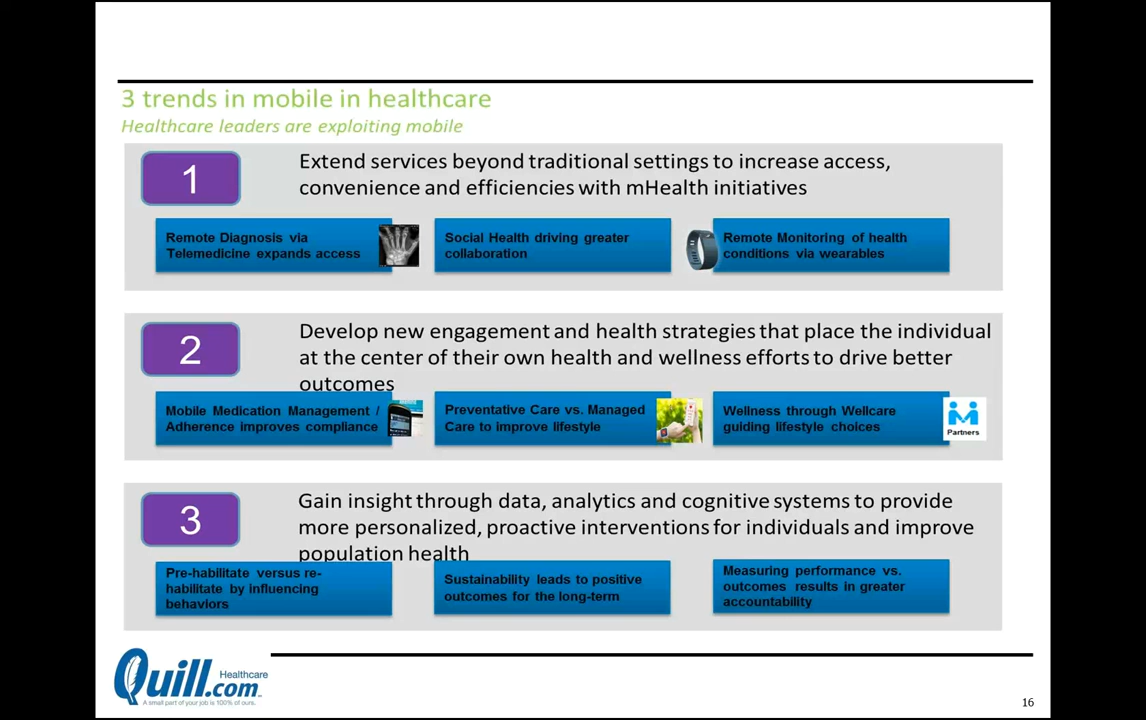 3 trends in mobile in healthcare
Healthcare leaders are exploiting mobile
1
Extend services beyond traditional settings to increase access,
convenience and efficiencies with mHealth initiatives
Remote Diagnosis via
Telemedicine expands access
Social Health driving greater
collaboration
Remote Monitoring of health
conditions via wearables
2
Develop new engagement and health strategies that place the individual
at the center of their own health and wellness efforts to drive better
outcomes
Mobile Medication Management /
Adherence improves compliance
Preventative Care vs. Managed
Care to improve lifestyle
Wellness through Wellcare
guiding lifestyle choices
Partners
3
Gain insight through data, analytics and cognitive systems to provide
more personalized, proactive interventions for individuals and improve
population health
Pre-habilitate versus re-
habilitate by influencing
behaviors
Sustainability leads to positive
outcomes for the long-term
Measuring performance vs.
outcomes results in greater
accountability
Healthcare
Quill.com
A small part of your job is 100% of ours.
16